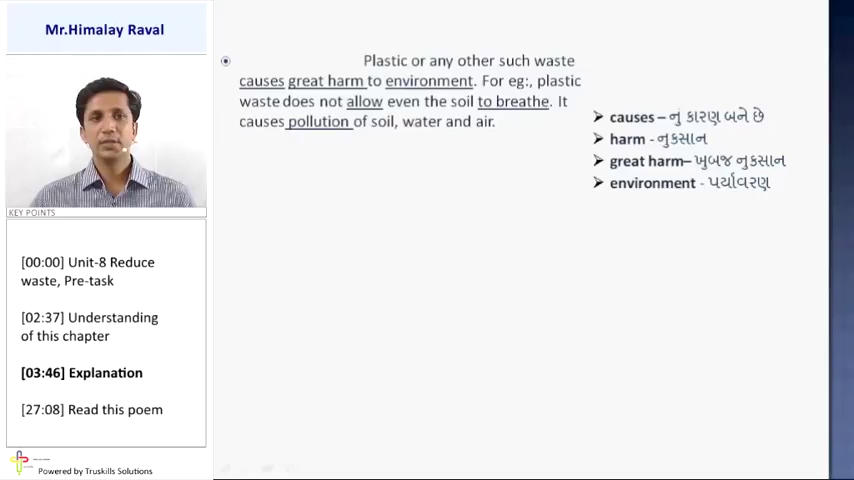 Mr.Himalay Raval
KEY POINTS
[00:00] Unit-8 Reduce
waste, Pre-task
[02:37] Understanding
of this chapter
[03:46] Explanation
[27:08] Read this poem
Powered by Truskills Solutions
Plastic or any other such waste
causes great harm to environment. For eg:, plastic
waste does not allow even the soil to breathe. It
causes pollution of soil, water and air.
➢ causes – નું કારણ બને છે
➢ harm - નુકસાન
➢ great harm– ખુબજ નુકસાન
➢ environment - પર્યાવરણ